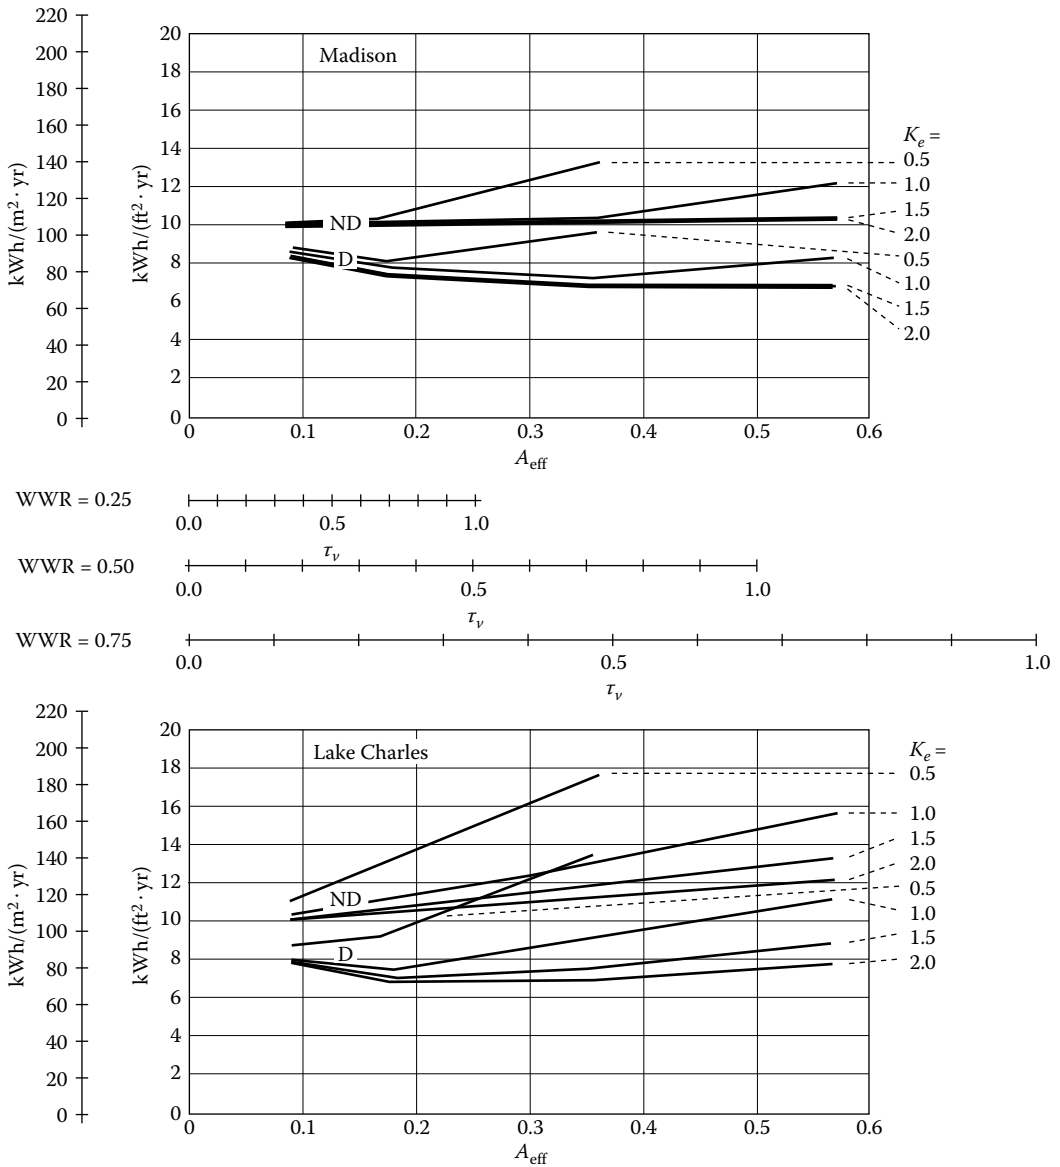 220
200
180
160
140
120
100
80
60
40
20
0
kWh/(m² · yr)
20
18
16
14
12
10
8
6
4
2
0
kWh/(ft² · yr)
Madison
ND
D
K_e =
0.5
1.0
1.5
2.0
0.5
1.0
1.5
2.0
0 0.1 0.2 0.3 0.4 0.5 0.6
A_eff
WWR = 0.25
0.0 0.5 1.0
τ_v
WWR = 0.50
0.0 0.5 1.0
τ_v
WWR = 0.75
0.0 0.5 1.0
τ_v
220
200
180
160
140
120
100
80
60
40
20
0
kWh/(m² · yr)
20
18
16
14
12
10
8
6
4
2
0
kWh/(ft² · yr)
Lake Charles
ND
D
K_e =
0.5
1.0
1.5
2.0
0.5
1.0
1.5
2.0
0 0.1 0.2 0.3 0.4 0.5 0.6
A_eff